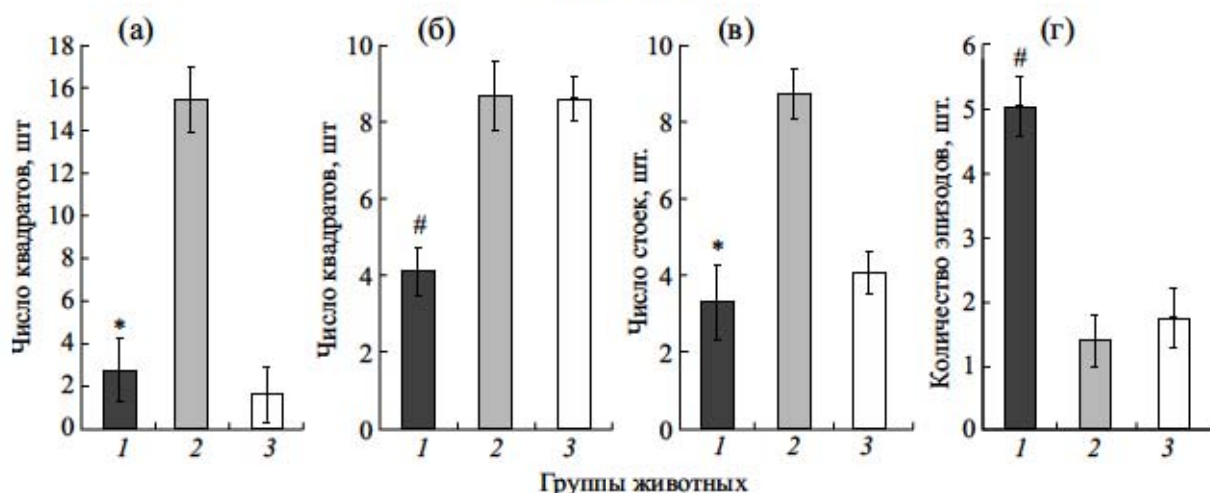 (а)
Число квадратов, шт
18
16
14
12
10
8
6
4
2
0
*
1 2 3
(б)
Число квадратов, шт
10
8
6
4
2
0
#
1 2 3
(в)
Число стоек, шт.
10
8
6
4
2
0
*
1 2 3
(г)
Количество эпизодов, шт.
6
5
4
3
2
1
0
#
1 2 3
Группы животных